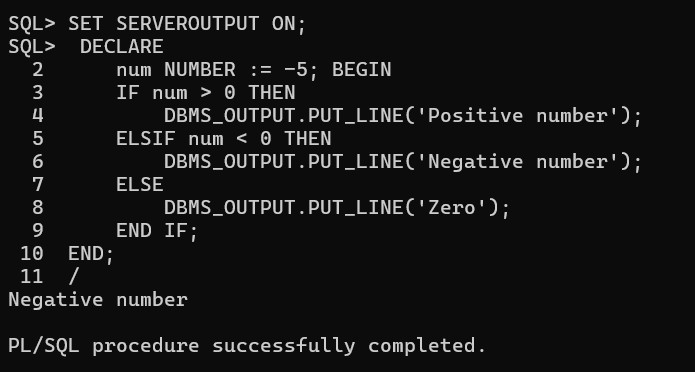 SQL> SET SERVEROUTPUT ON;
SQL>  DECLARE
  2      num NUMBER := -5; BEGIN
  3      IF num > 0 THEN
  4          DBMS_OUTPUT.PUT_LINE('Positive number');
  5      ELSIF num < 0 THEN
  6          DBMS_OUTPUT.PUT_LINE('Negative number');
  7      ELSE
  8          DBMS_OUTPUT.PUT_LINE('Zero');
  9      END IF;
 10  END;
 11  /
Negative number

PL/SQL procedure successfully completed.